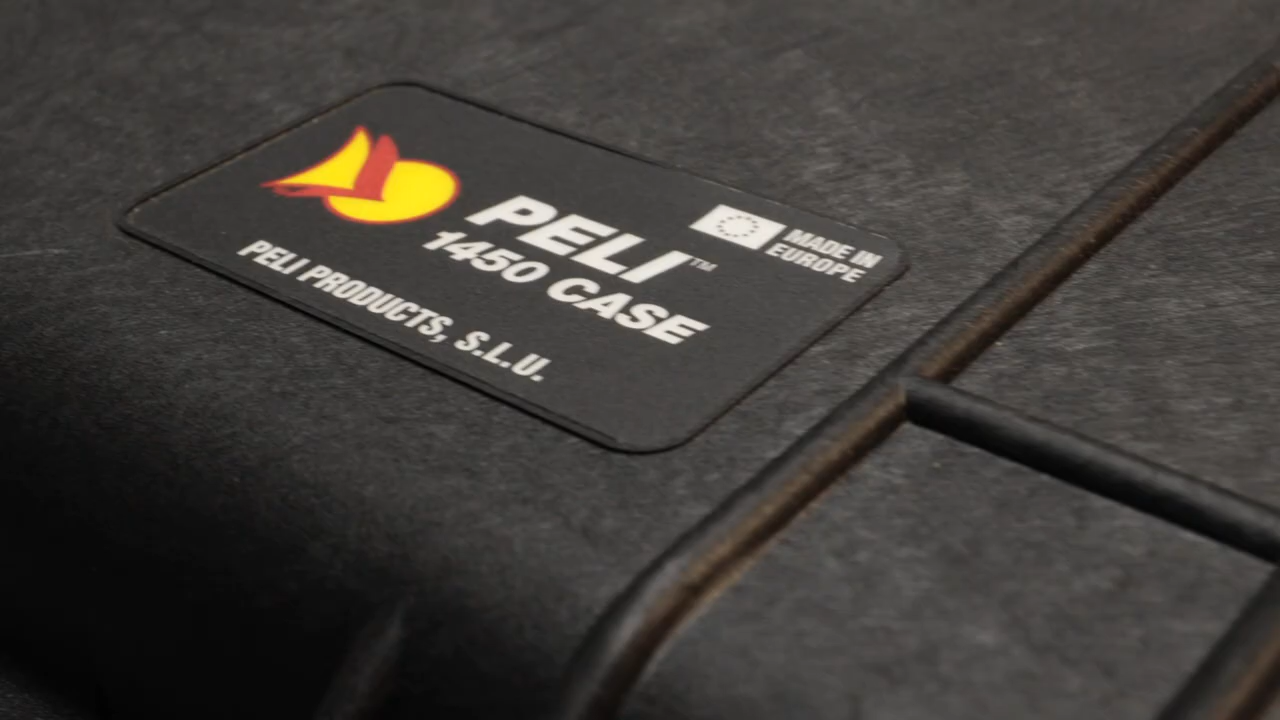 PELI™
1450 CASE
PELI PRODUCTS, S.L.U.
MADE IN
EUROPE